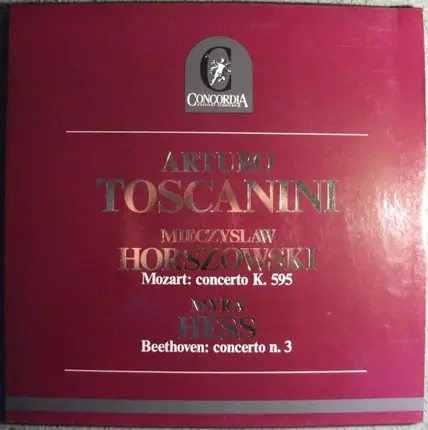 C
CONCORDIA
ARTURO
TOSCANINI
MIECZYSLAW
HORSZOWSKI
Mozart: concerto K. 595
MYRA
HESS
Beethoven: concerto n. 3